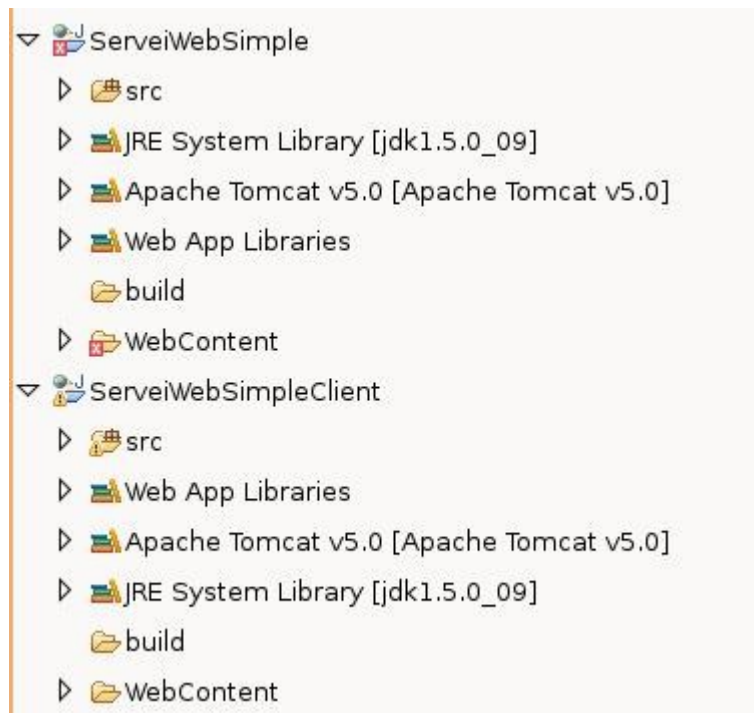 ServeiWebSimple
src
JRE System Library [jdk1.5.0_09]
Apache Tomcat v5.0 [Apache Tomcat v5.0]
Web App Libraries
build
WebContent
ServeiWebSimpleClient
src
Web App Libraries
Apache Tomcat v5.0 [Apache Tomcat v5.0]
JRE System Library [jdk1.5.0_09]
build
WebContent